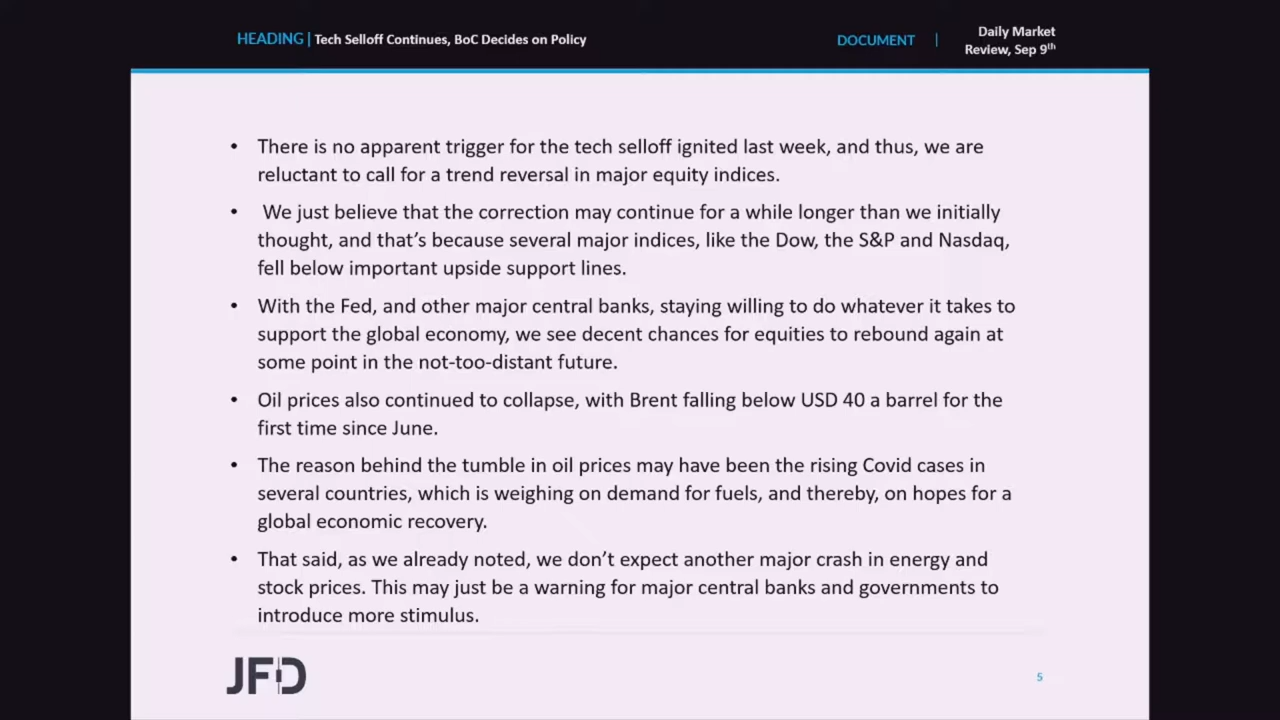 HEADING | Tech Selloff Continues, BoC Decides on Policy
DOCUMENT | Daily Market
Review, Sep 9th
• There is no apparent trigger for the tech selloff ignited last week, and thus, we are
reluctant to call for a trend reversal in major equity indices.
• We just believe that the correction may continue for a while longer than we initially
thought, and that’s because several major indices, like the Dow, the S&P and Nasdaq,
fell below important upside support lines.
• With the Fed, and other major central banks, staying willing to do whatever it takes to
support the global economy, we see decent chances for equities to rebound again at
some point in the not-too-distant future.
• Oil prices also continued to collapse, with Brent falling below USD 40 a barrel for the
first time since June.
• The reason behind the tumble in oil prices may have been the rising Covid cases in
several countries, which is weighing on demand for fuels, and thereby, on hopes for a
global economic recovery.
• That said, as we already noted, we don’t expect another major crash in energy and
stock prices. This may just be a warning for major central banks and governments to
introduce more stimulus.
JFD
5